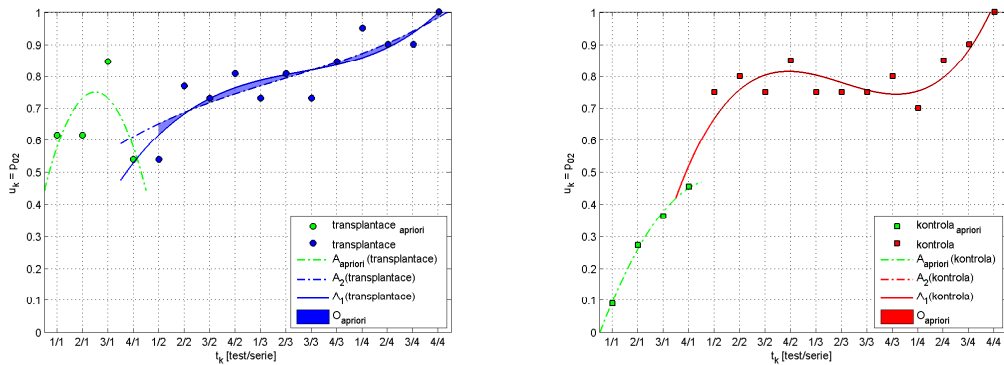 1
0.9
0.8
0.7
0.6
0.5
0.4
0.3
0.2
0.1
0
u_k = p_02
1/1 2/1 3/1 4/1 1/2 2/2 3/2 4/2 1/3 2/3 3/3 4/3 1/4 2/4 3/4 4/4
t_k [test/serie]
transplantace apriori
transplantace
A_apriori(transplantace)
A_2(transplantace)
Λ_1(transplantace)
O_apriori
1
0.9
0.8
0.7
0.6
0.5
0.4
0.3
0.2
0.1
0
u_k = p_02
1/1 2/1 3/1 4/1 1/2 2/2 3/2 4/2 1/3 2/3 3/3 4/3 1/4 2/4 3/4 4/4
t_k [test/serie]
kontrola apriori
kontrola
A_apriori(kontrola)
A_2(kontrola)
Λ_1(kontrola)
O_apriori